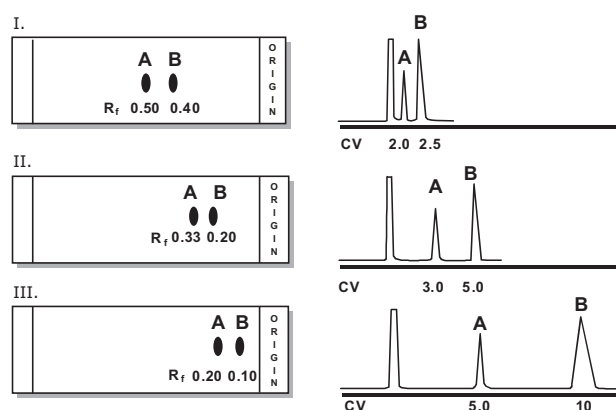 I.
A B
R f 0.50 0.40
ORIGIN
A
B
CV 2.0 2.5
II.
A B
R f 0.33 0.20
ORIGIN
A
B
CV 3.0 5.0
III.
A B
R f 0.20 0.10
ORIGIN
A
B
CV 5.0 10